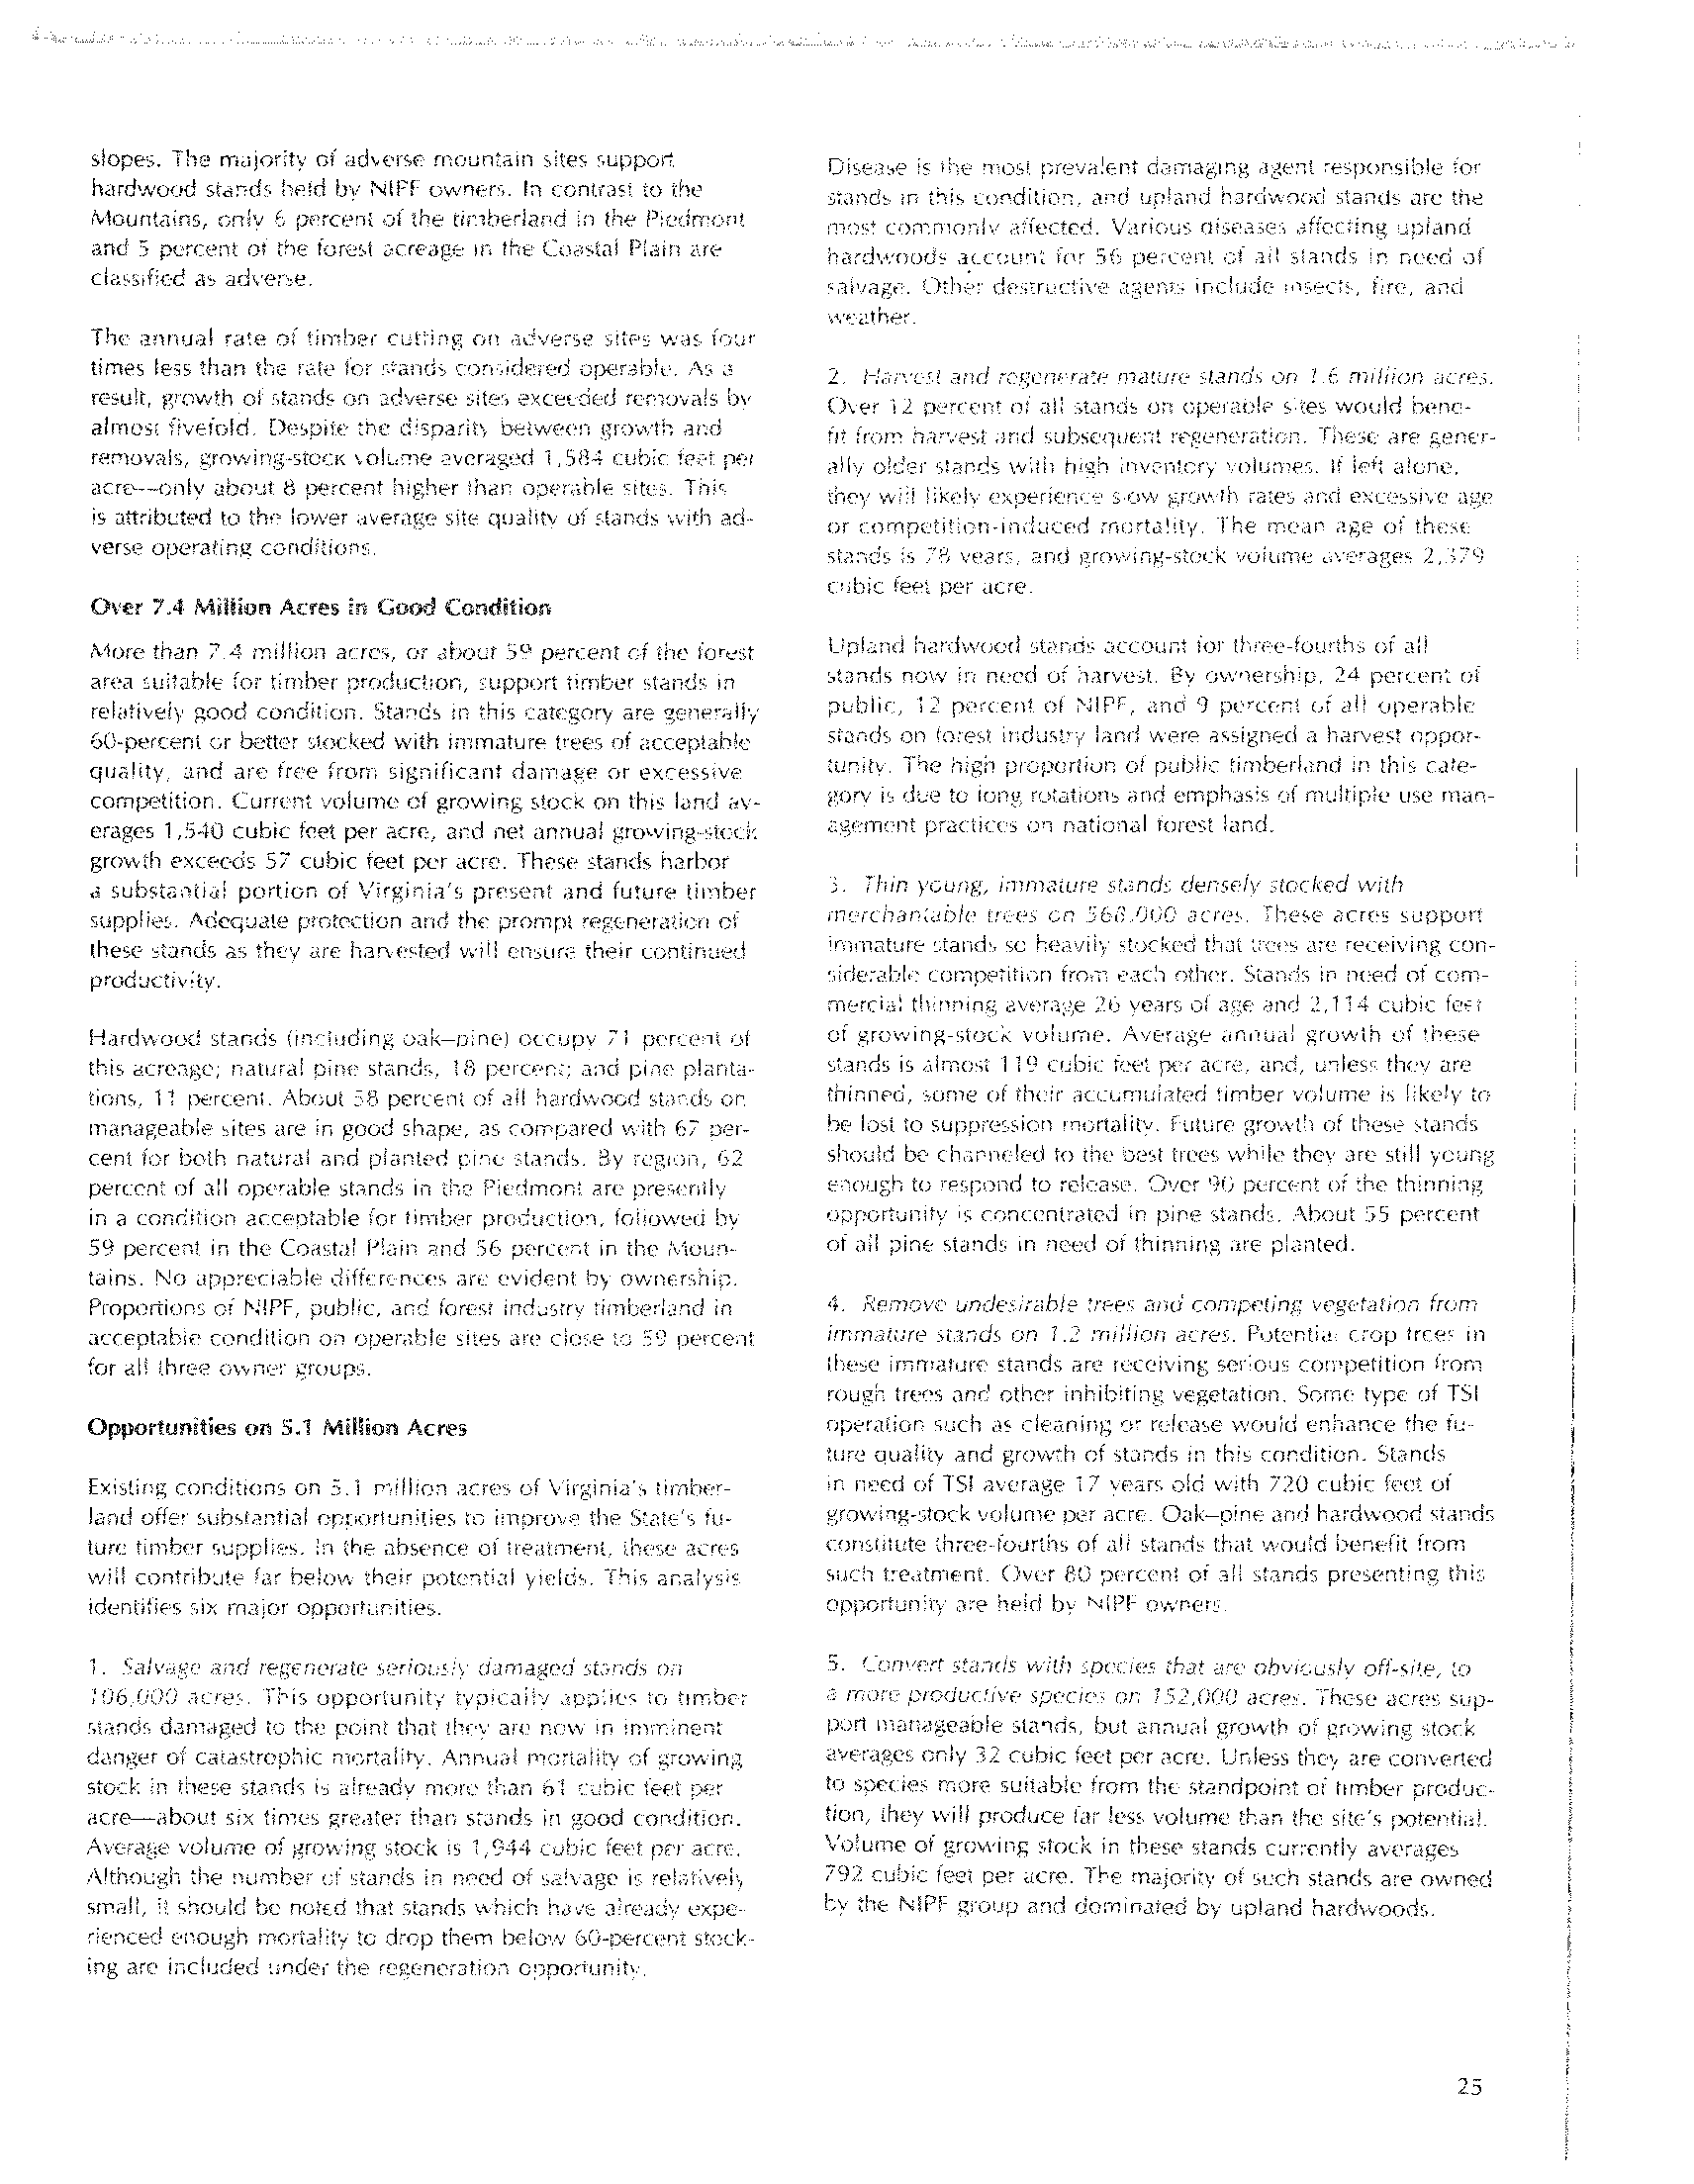 slopes. The majority of adverse mountain sites support
hardwood stands held by NIPF owners. In contrast to the
Mountains, only 6 percent of the timberland in the Piedmont
and 5 percent of the forest acreage in the Coastal Plain are
classified as adverse.
The annual rate of timber cutting on adverse sites was four
times less than the rate for stands considered operable. As a
result, growth of stands on adverse sites exceeded removals by
almost fivefold. Despite the disparity between growth and
removals, growing-stock volume averaged 1,584 cubic feet per
acre—only about 8 percent higher than operable sites. This
is attributed to the lower average site quality of stands with ad-
verse operating conditions.
Over 7.4 Million Acres in Good Condition
More than 7.4 million acres, or about 59 percent of the forest
area suitable for timber production, support timber stands in
relatively good condition. Stands in this category are generally
60-percent or better stocked with immature trees of acceptable
quality, and are free from significant damage or excessive
competition. Current volume of growing stock on this land av-
erages 1,540 cubic feet per acre, and net annual growing-stock
growth exceeds 57 cubic feet per acre. These stands harbor
a substantial portion of Virginia's present and future timber
supplies. Adequate protection and the prompt regeneration of
these stands as they are harvested will ensure their continued
productivity.
Hardwood stands (including oak–pine) occupy 71 percent of
this acreage; natural pine stands, 18 percent; and pine planta-
tions, 11 percent. About 58 percent of all hardwood stands on
manageable sites are in good shape, as compared with 67 per-
cent for both natural and planted pine stands. By region, 62
percent of all operable stands in the Piedmont are presently
in a condition acceptable for timber production, followed by
59 percent in the Coastal Plain and 56 percent in the Moun-
tains. No appreciable differences are evident by ownership.
Proportions of NIPF, public, and forest industry timberland in
acceptable condition on operable sites are close to 59 percent
for all three owner groups.
Opportunities on 5.1 Million Acres
Existing conditions on 5.1 million acres of Virginia's timber-
land offer substantial opportunities to improve the State's fu-
ture timber supplies. In the absence of treatment, these acres
will contribute far below their potential yields. This analysis
identifies six major opportunities.
1. Salvage and regenerate seriously damaged stands on
106,000 acres. This opportunity typically applies to timber
stands damaged to the point that they are now in imminent
danger of catastrophic mortality. Annual mortality of growing
stock in these stands is already more than 61 cubic feet per
acre—about six times greater than stands in good condition.
Average volume of growing stock is 1,944 cubic feet per acre.
Although the number of stands in need of salvage is relatively
small, it should be noted that stands which have already expe-
rienced enough mortality to drop them below 60-percent stock-
ing are included under the regeneration opportunity.
Disease is the most prevalent damaging agent responsible for
stands in this condition, and upland hardwood stands are the
most commonly affected. Various diseases affecting upland
hardwoods account for 56 percent of all stands in need of
salvage. Other destructive agents include insects, fire, and
weather.
2. Harvest and regenerate mature stands on 1.6 million acres.
Over 12 percent of all stands on operable sites would bene-
fit from harvest and subsequent regeneration. These are gener-
ally older stands with high inventory volumes. If left alone,
they will likely experience slow growth rates and excessive age
or competition-induced mortality. The mean age of these
stands is 78 years, and growing-stock volume averages 2,379
cubic feet per acre.
Upland hardwood stands account for three-fourths of all
stands now in need of harvest. By ownership, 24 percent of
public, 12 percent of NIPF, and 9 percent of all operable
stands on forest industry land were assigned a harvest oppor-
tunity. The high proportion of public timberland in this cate-
gory is due to long rotations and emphasis of multiple use man-
agement practices on national forest land.
3. Thin young, immature stands densely stocked with
merchantable trees on 568,000 acres. These acres support
immature stands so heavily stocked that trees are receiving con-
siderable competition from each other. Stands in need of com-
mercial thinning average 26 years of age and 2,114 cubic feet
of growing-stock volume. Average annual growth of these
stands is almost 119 cubic feet per acre, and, unless they are
thinned, some of their accumulated timber volume is likely to
be lost to suppression mortality. Future growth of these stands
should be channeled to the best trees while they are still young
enough to respond to release. Over 90 percent of the thinning
opportunity is concentrated in pine stands. About 55 percent
of all pine stands in need of thinning are planted.
4. Remove undesirable trees and competing vegetation from
immature stands on 1.2 million acres. Potential crop trees in
these immature stands are receiving serious competition from
rough trees and other inhibiting vegetation. Some type of TSI
operation such as cleaning or release would enhance the fu-
ture quality and growth of stands in this condition. Stands
in need of TSI average 17 years old with 720 cubic feet of
growing-stock volume per acre. Oak–pine and hardwood stands
constitute three-fourths of all stands that would benefit from
such treatment. Over 80 percent of all stands presenting this
opportunity are held by NIPF owners.
5. Convert stands with species that are obviously off-site, to
a more productive species on 152,000 acres. These acres sup-
port manageable stands, but annual growth of growing stock
averages only 32 cubic feet per acre. Unless they are converted
to species more suitable from the standpoint of timber produc-
tion, they will produce far less volume than the site's potential.
Volume of growing stock in these stands currently averages
792 cubic feet per acre. The majority of such stands are owned
by the NIPF group and dominated by upland hardwoods.
25